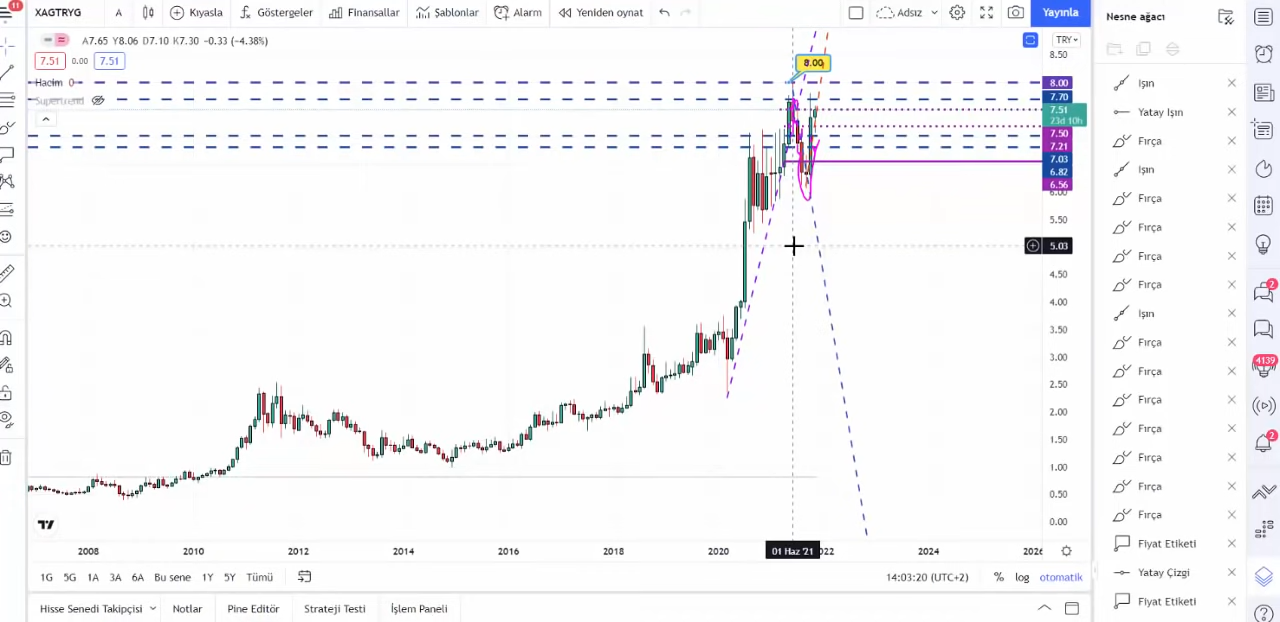 11
XAGTRYG A Kıyasla Göstergeler Finansallar Şablonlar Alarm Yeniden oynat Adsız Yayınla Nesne ağacı
A7.65 Y8.06 D7.10 K7.30 −0.33 (−4.38%) TRY
7.51 0.00 7.51
Hacim 0
Supertrend
8.00
8.50
8.00
7.70
7.51
23d 10h
7.50
7.21
7.03
6.82
6.56
6.00
5.50
5.03
4.50
4.00
3.50
3.00
2.50
2.00
1.50
1.00
0.50
0.00
2008 2010 2012 2014 2016 2018 2020 01 Haz '21 022 2024 2026
1G 5G 1A 3A 6A Bu sene 1Y 5Y Tümü 14:03:20 (UTC+2) % log otomatik
Hisse Senedi Takipçisi Notlar Pine Editör Strateji Testi İşlem Paneli
Işın
Yatay Işın
Fırça
Işın
Fırça
Fırça
Fırça
Fırça
Işın
Fırça
Fırça
Fırça
Fırça
Fırça
Fırça
Fırça
Fiyat Etiketi
Yatay Çizgi
Fiyat Etiketi
2
4139
2